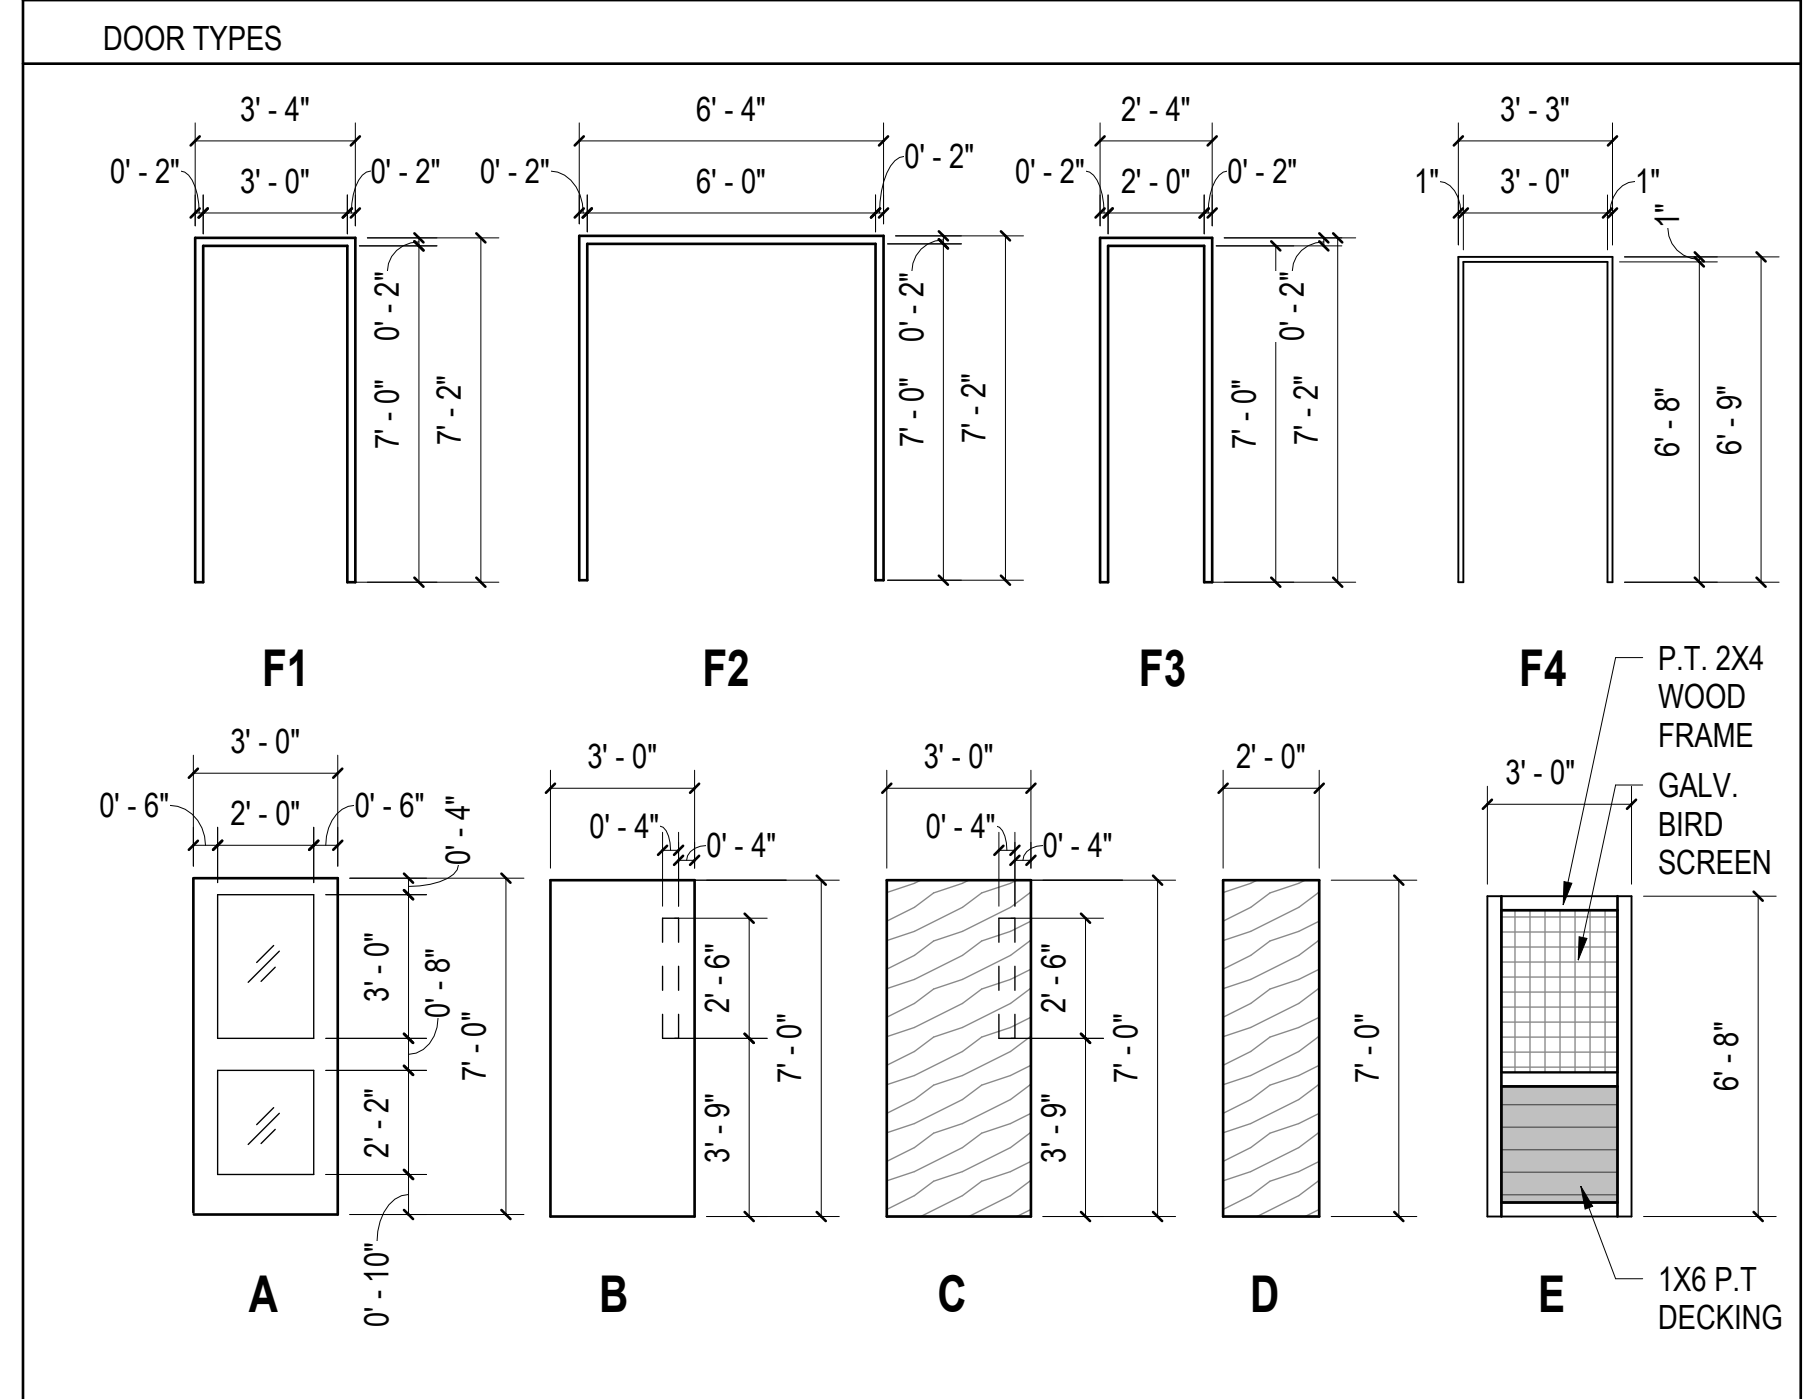 DOOR TYPES
3' - 4"
6' - 4"
2' - 4"
3' - 3"
0' - 2"
3' - 0"
0' - 2"
0' - 2"
6' - 0"
0' - 2"
0' - 2"
2' - 0"
0' - 2"
1"
3' - 0"
1"
1"
0' - 2"
7' - 0"
7' - 2"
0' - 2"
7' - 0"
7' - 2"
0' - 2"
7' - 0"
7' - 2"
6' - 8"
6' - 9"
F1
F2
F3
F4
P.T. 2X4
WOOD
FRAME
GALV.
BIRD
SCREEN
3' - 0"
0' - 6"
2' - 0"
0' - 6"
0' - 4"
3' - 0"
0' - 8"
7' - 0"
2' - 2"
0' - 10"
3' - 0"
0' - 4"
0' - 4"
2' - 6"
7' - 0"
3' - 9"
3' - 0"
0' - 4"
0' - 4"
2' - 6"
7' - 0"
3' - 9"
2' - 0"
7' - 0"
3' - 0"
6' - 8"
A
B
C
D
E
1X6 P.T
DECKING